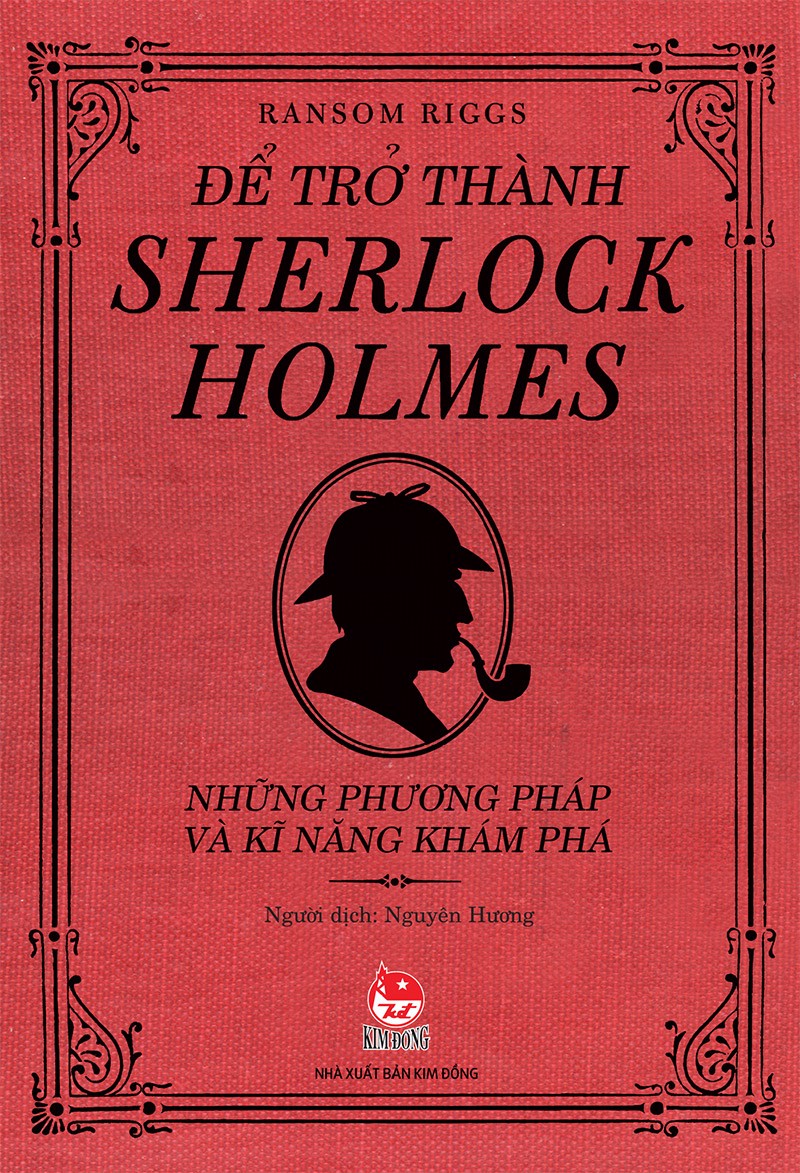 RANSOM RIGGS
ĐỂ TRỞ THÀNH
SHERLOCK
HOLMES
NHỮNG PHƯƠNG PHÁP
VÀ KĨ NĂNG KHÁM PHÁ
Người dịch: Nguyên Hương
Kđ
KIM ĐỒNG
NHÀ XUẤT BẢN KIM ĐỒNG